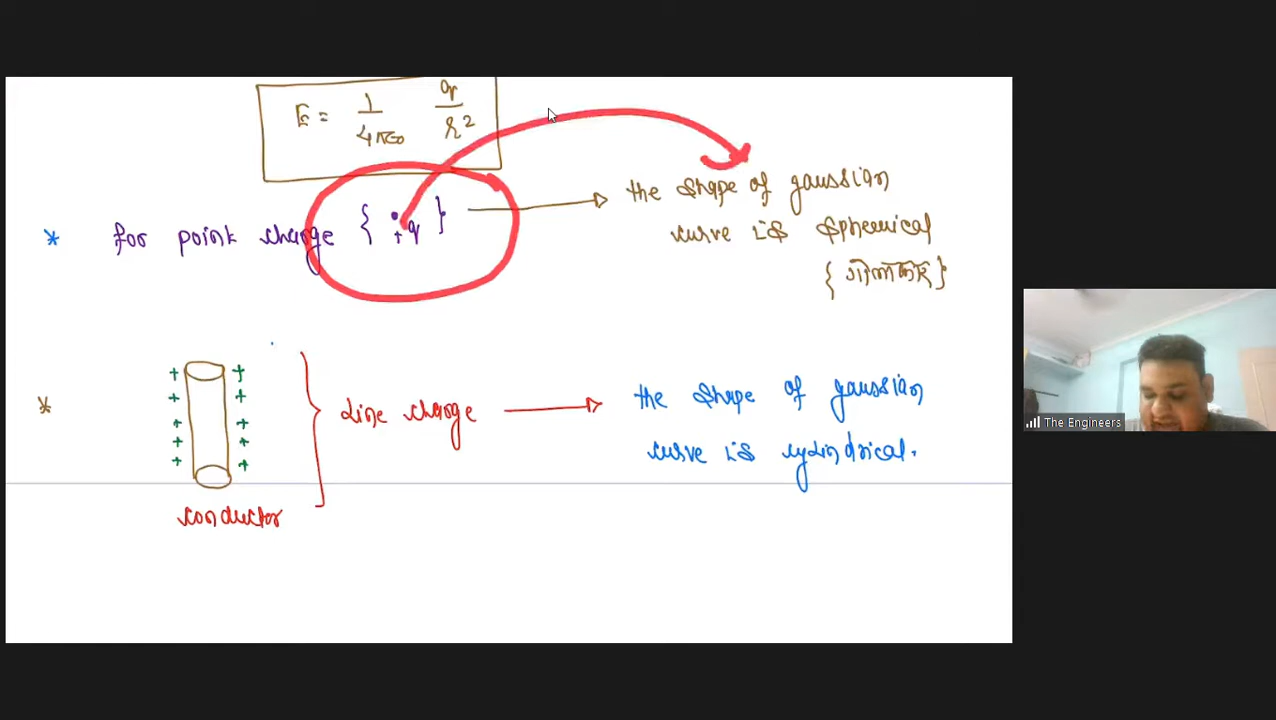 E = 1/4πε0 q/r²
* for point charge { +q } → the shape of gaussian
curve is spherical
{ गोलाकार }
* + + + + + + + + + + } Line charge → the shape of gaussian
curve is cylindrical.
conductor
The Engineers